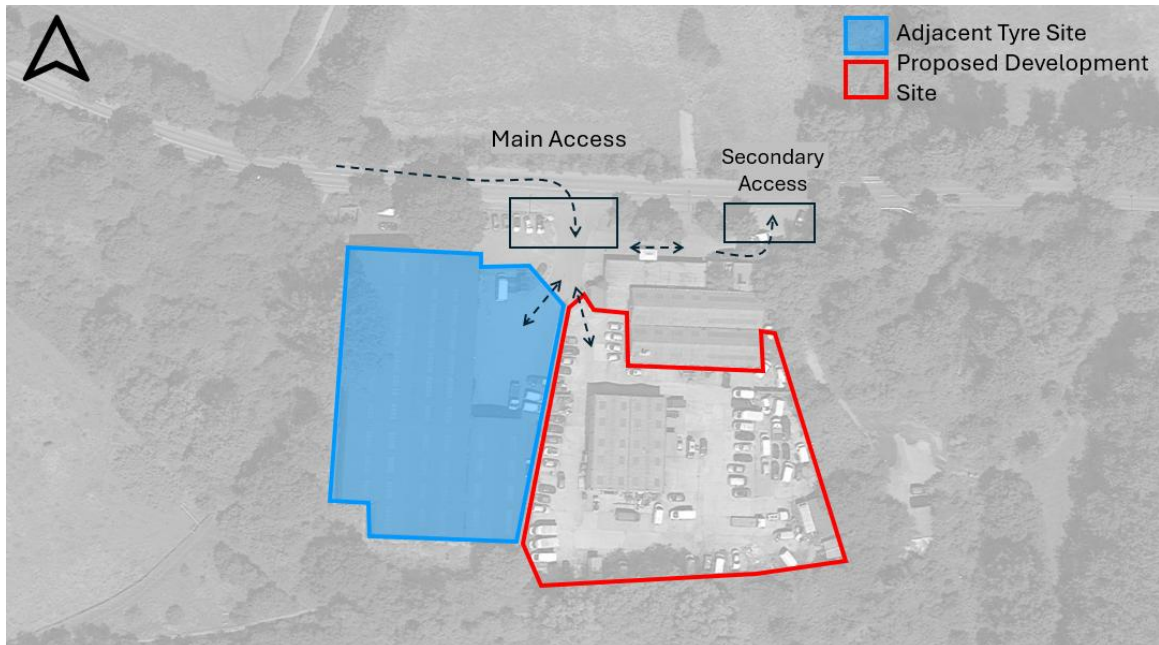 Adjacent Tyre Site
Proposed Development
Site
Main Access
Secondary
Access